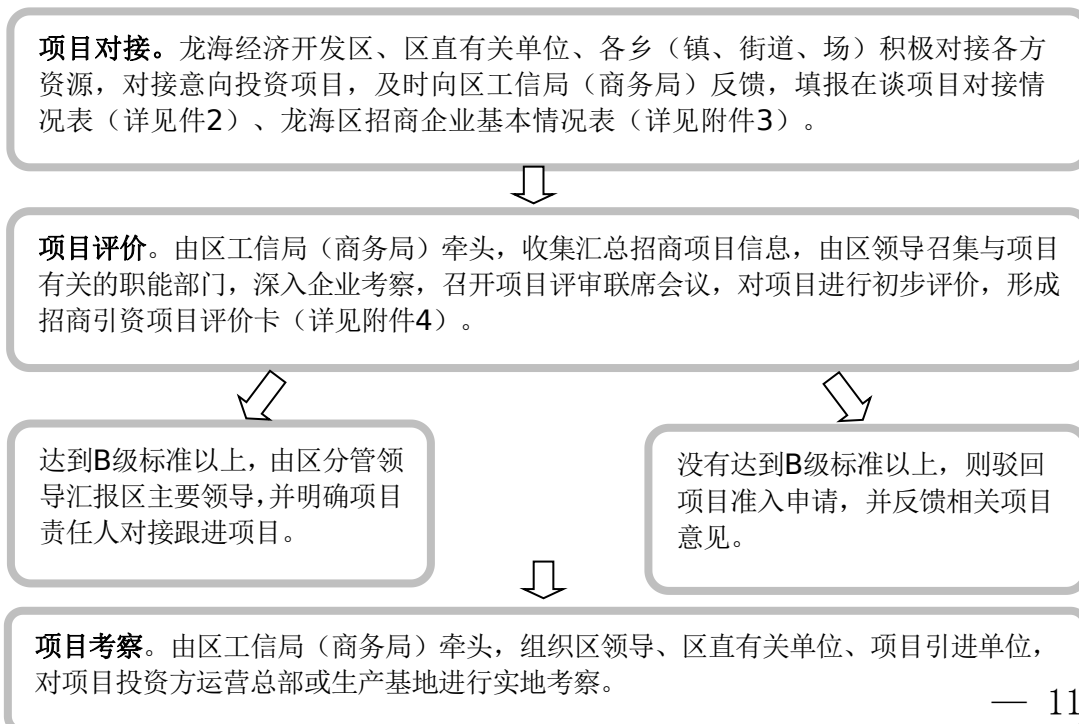 项目对接。龙海经济开发区、区直有关单位、各乡（镇、街道、场）积极对接各方
资源，对接意向投资项目，及时向区工信局（商务局）反馈，填报在谈项目对接情
况表（详见件2）、龙海区招商企业基本情况表（详见附件3）。
项目评价。由区工信局（商务局）牵头，收集汇总招商项目信息，由区领导召集与项目
有关的职能部门，深入企业考察，召开项目评审联席会议，对项目进行初步评价，形成
招商引资项目评价卡（详见附件4）。
达到B级标准以上，由区分管领
导汇报区主要领导，并明确项目
责任人对接跟进项目。
没有达到B级标准以上，则驳回
项目准入申请，并反馈相关项目
意见。
项目考察。由区工信局（商务局）牵头，组织区领导、区直有关单位、项目引进单位，
对项目投资方运营总部或生产基地进行实地考察。
— 11